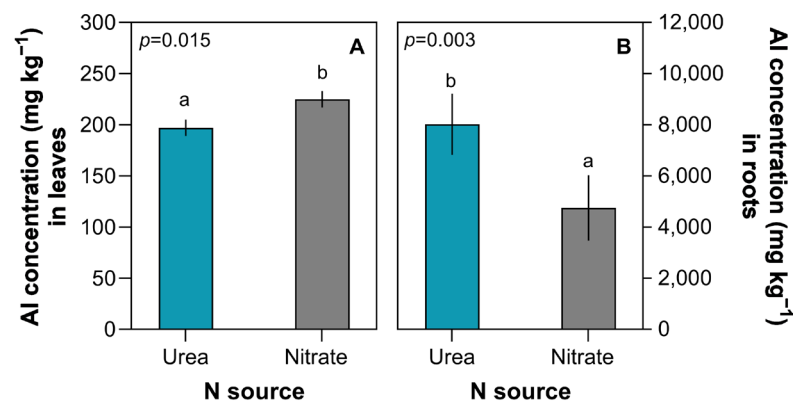 Al concentration (mg kg⁻¹)
in leaves
300
250
200
150
100
50
0
p=0.015
A
a
b
Urea
Nitrate
N source
p=0.003
B
b
a
Urea
Nitrate
N source
12,000
10,000
8,000
6,000
4,000
2,000
0
Al concentration (mg kg⁻¹)
in roots